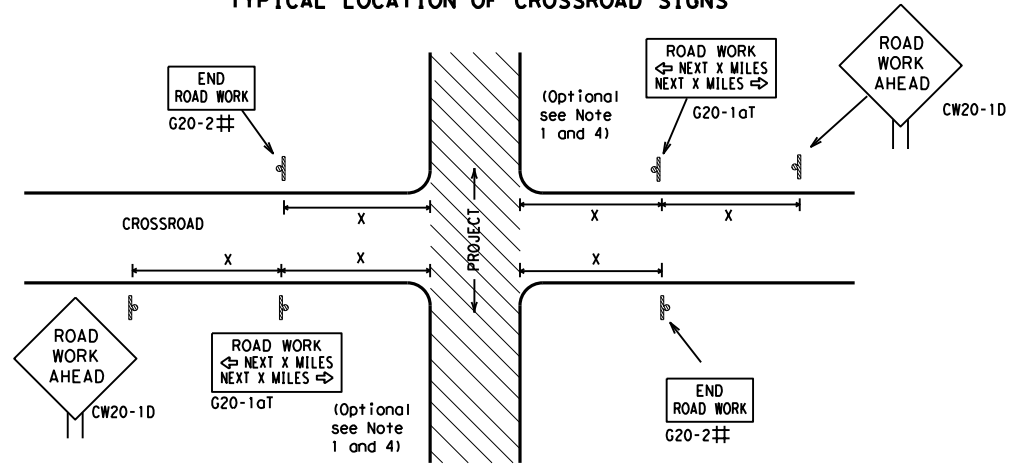 TYPICAL LOCATION OF CROSSROAD SIGNS
END
ROAD WORK
G20-2#
ROAD WORK
⇦ NEXT X MILES
NEXT X MILES ⇨
G20-1aT
(Optional
see Note
1 and 4)
ROAD
WORK
AHEAD
CW20-1D
X
X
X
CROSSROAD
PROJECT
X
X
X
ROAD
WORK
AHEAD
CW20-1D
ROAD WORK
⇦ NEXT X MILES
NEXT X MILES ⇨
G20-1aT
(Optional
see Note
1 and 4)
END
ROAD WORK
G20-2#